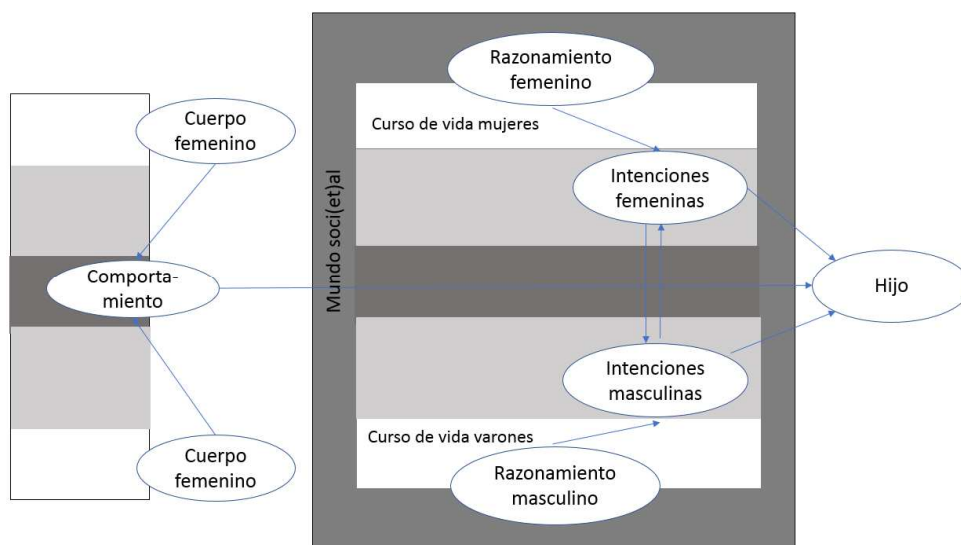 Razonamiento
femenino
Cuerpo
femenino
Curso de vida mujeres
Intenciones
femeninas
Mundo soci(et)al
Comporta-
miento
Hijo
Intenciones
masculinas
Curso de vida varones
Cuerpo
femenino
Razonamiento
masculino